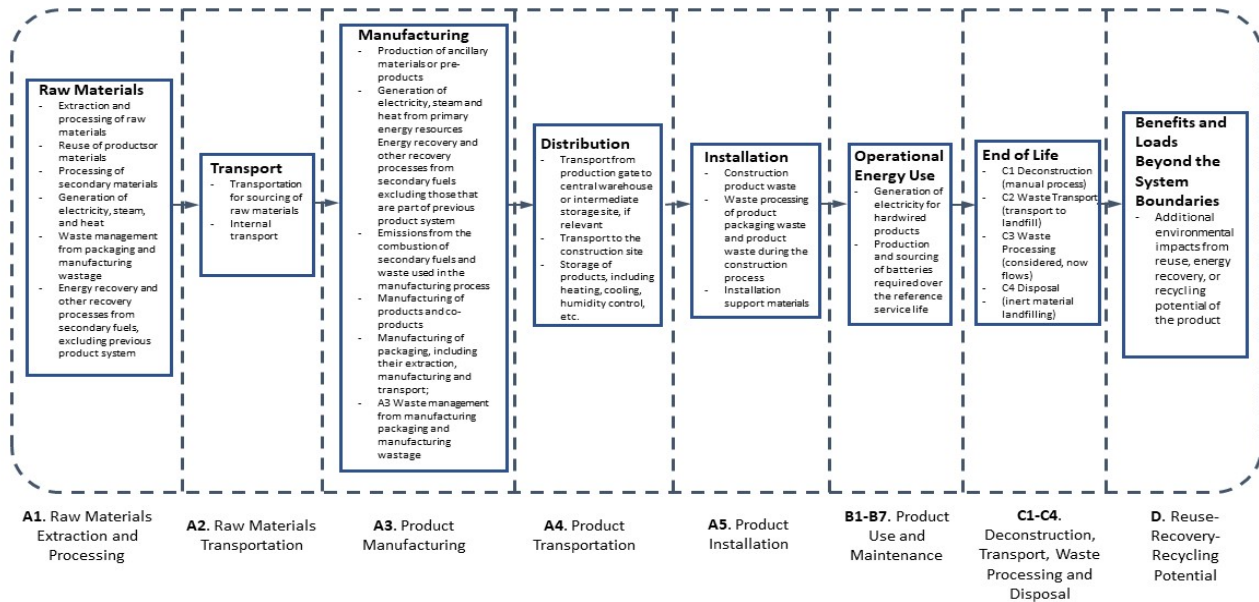 Raw Materials
- Extraction and
processing of raw
materials
- Reuse of productsor
materials
- Processing of
secondary materials
- Generation of
electricity, steam,
and heat
- Waste management
from packaging and
manufacturing
wastage
- Energy recovery and
other recovery
processes from
secondary fuels,
excluding previous
product system
Transport
- Transportation
for sourcing of
raw materials
- Internal
transport
Manufacturing
- Production of ancillary
materials or pre-
products
- Generation of
electricity, steam and
heat from primary
energy resources
- Energy recovery and
other recovery
processes from
secondary fuels
excluding those that
are part of previous
product system
- Emissions from the
combustion of
secondary fuels and
waste used in the
manufacturing process
- Manufacturing of
products and co-
products
- Manufacturing of
packaging, including
their extraction,
manufacturing and
transport;
- A3 Waste management
from manufacturing
packaging and
manufacturing
wastage
Distribution
- Transport from
production gate to
central warehouse
or intermediate
storage site, if
relevant
- Transport to the
construction site
- Storage of
products, including
heating, cooling,
humidity control,
etc.
Installation
- Construction
product waste
- Waste processing
of product
packaging waste
and product
waste during the
construction
process
- Installation
support materials
Operational
Energy Use
- Generation of
electricity for
hardwired
products
- Production
and sourcing
of batteries
required over
the reference
service life
End of Life
- C1 Deconstruction
(manual process)
- C2 Waste Transport
(transport to
landfill)
- C3 Waste
Processing
(considered, now
flows)
- C4 Disposal
- (inert material
landfilling)
Benefits and
Loads
Beyond the
System
Boundaries
- Additional
environmental
impacts from
reuse, energy
recovery, or
recycling
potential of
the product
A1. Raw Materials
Extraction and
Processing
A2. Raw Materials
Transportation
A3. Product
Manufacturing
A4. Product
Transportation
A5. Product
Installation
B1-B7. Product
Use and
Maintenance
C1-C4.
Deconstruction,
Transport, Waste
Processing and
Disposal
D. Reuse-
Recovery-
Recycling
Potential